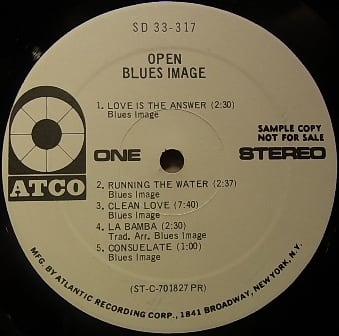 SD 33-317
OPEN
BLUES IMAGE
1. LOVE IS THE ANSWER (2:30)
Blues Image
SAMPLE COPY
NOT FOR SALE
ATCO
ONE
STEREO
2. RUNNING THE WATER (2:37)
Blues Image
3. CLEAN LOVE (7:40)
Blues Image
4. LA BAMBA (2:30)
Trad. Arr. Blues Image
5. CONSUELATE (1:00)
Blues Image
(ST-C-701827 PR)
MFG. BY ATLANTIC RECORDING CORP., 1841 BROADWAY, NEW YORK, N.Y.